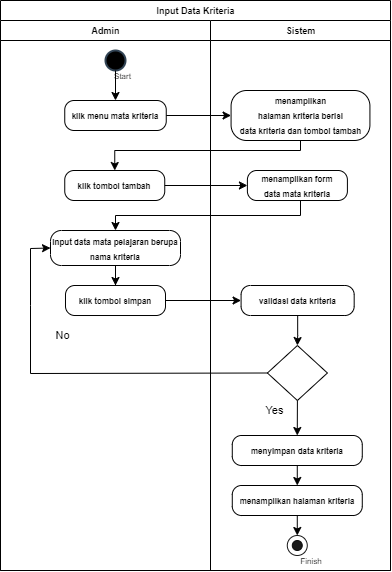 Input Data Kriteria
Admin
Sistem
Start
klik menu mata kriteria
menampilkan
halaman kriteria berisi
data kriteria dan tombol tambah
klik tombol tambah
menampilkan form
data mata kriteria
input data mata pelajaran berupa
nama kriteria
klik tombol simpan
validasi data kriteria
No
Yes
menyimpan data kriteria
menampilkan halaman kriteria
Finish